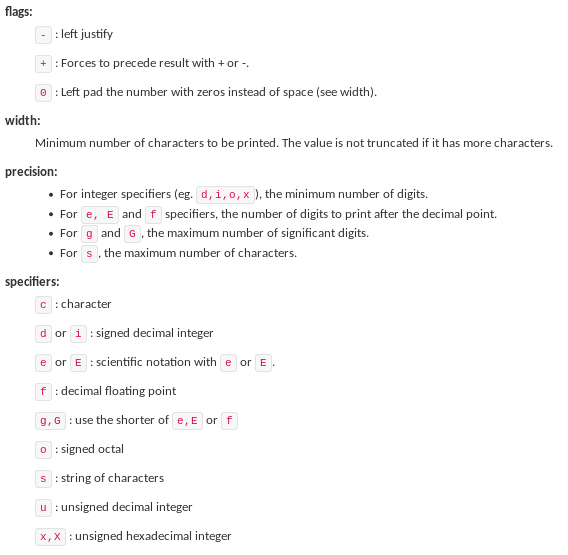 flags:
- : left justify
+ : Forces to precede result with + or -.
0 : Left pad the number with zeros instead of space (see width).
width:
Minimum number of characters to be printed. The value is not truncated if it has more characters.
precision:
• For integer specifiers (eg. d,i,o,x), the minimum number of digits.
• For e, E and f specifiers, the number of digits to print after the decimal point.
• For g and G, the maximum number of significant digits.
• For s, the maximum number of characters.
specifiers:
c : character
d or i : signed decimal integer
e or E : scientific notation with e or E.
f : decimal floating point
g,G : use the shorter of e,E or f
o : signed octal
s : string of characters
u : unsigned decimal integer
x,X : unsigned hexadecimal integer